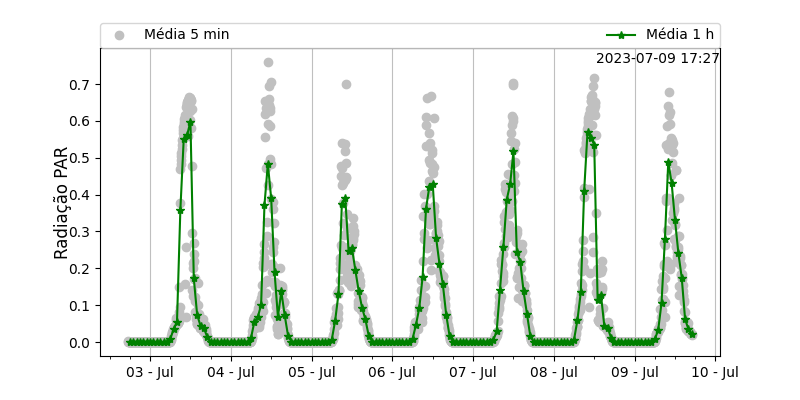 Média 5 min
Média 1 h
2023-07-09 17:27
Radiação PAR
0.7
0.6
0.5
0.4
0.3
0.2
0.1
0.0
03 - Jul
04 - Jul
05 - Jul
06 - Jul
07 - Jul
08 - Jul
09 - Jul
10 - Jul